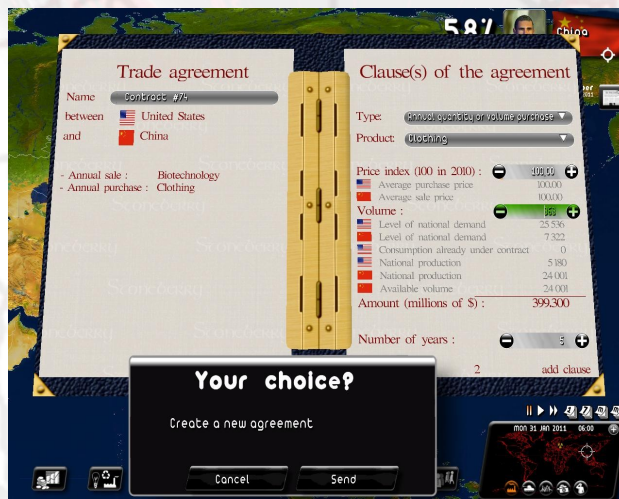 58%
China
Trade agreement
Name Contract #74
between United States
and China
- Annual sale : Biotechnology
- Annual purchase : Clothing
Clause(s) of the agreement
Type: Annual quantity or volume purchase
Product: Clothing
Price index (100 in 2010) : 100.00
Average purchase price 100.00
Average sale price 100.00
Volume :
Level of national demand 25 536
Level of national demand 7 322
Consumption already under contract 0
National production 5 180
National production 24 001
Available volume 24 001
Amount (millions of $) : 399.300
Number of years : 5
2 add clause
Your choice?
Create a new agreement
Cancel Send
MON 31 JAN 2011 06:00